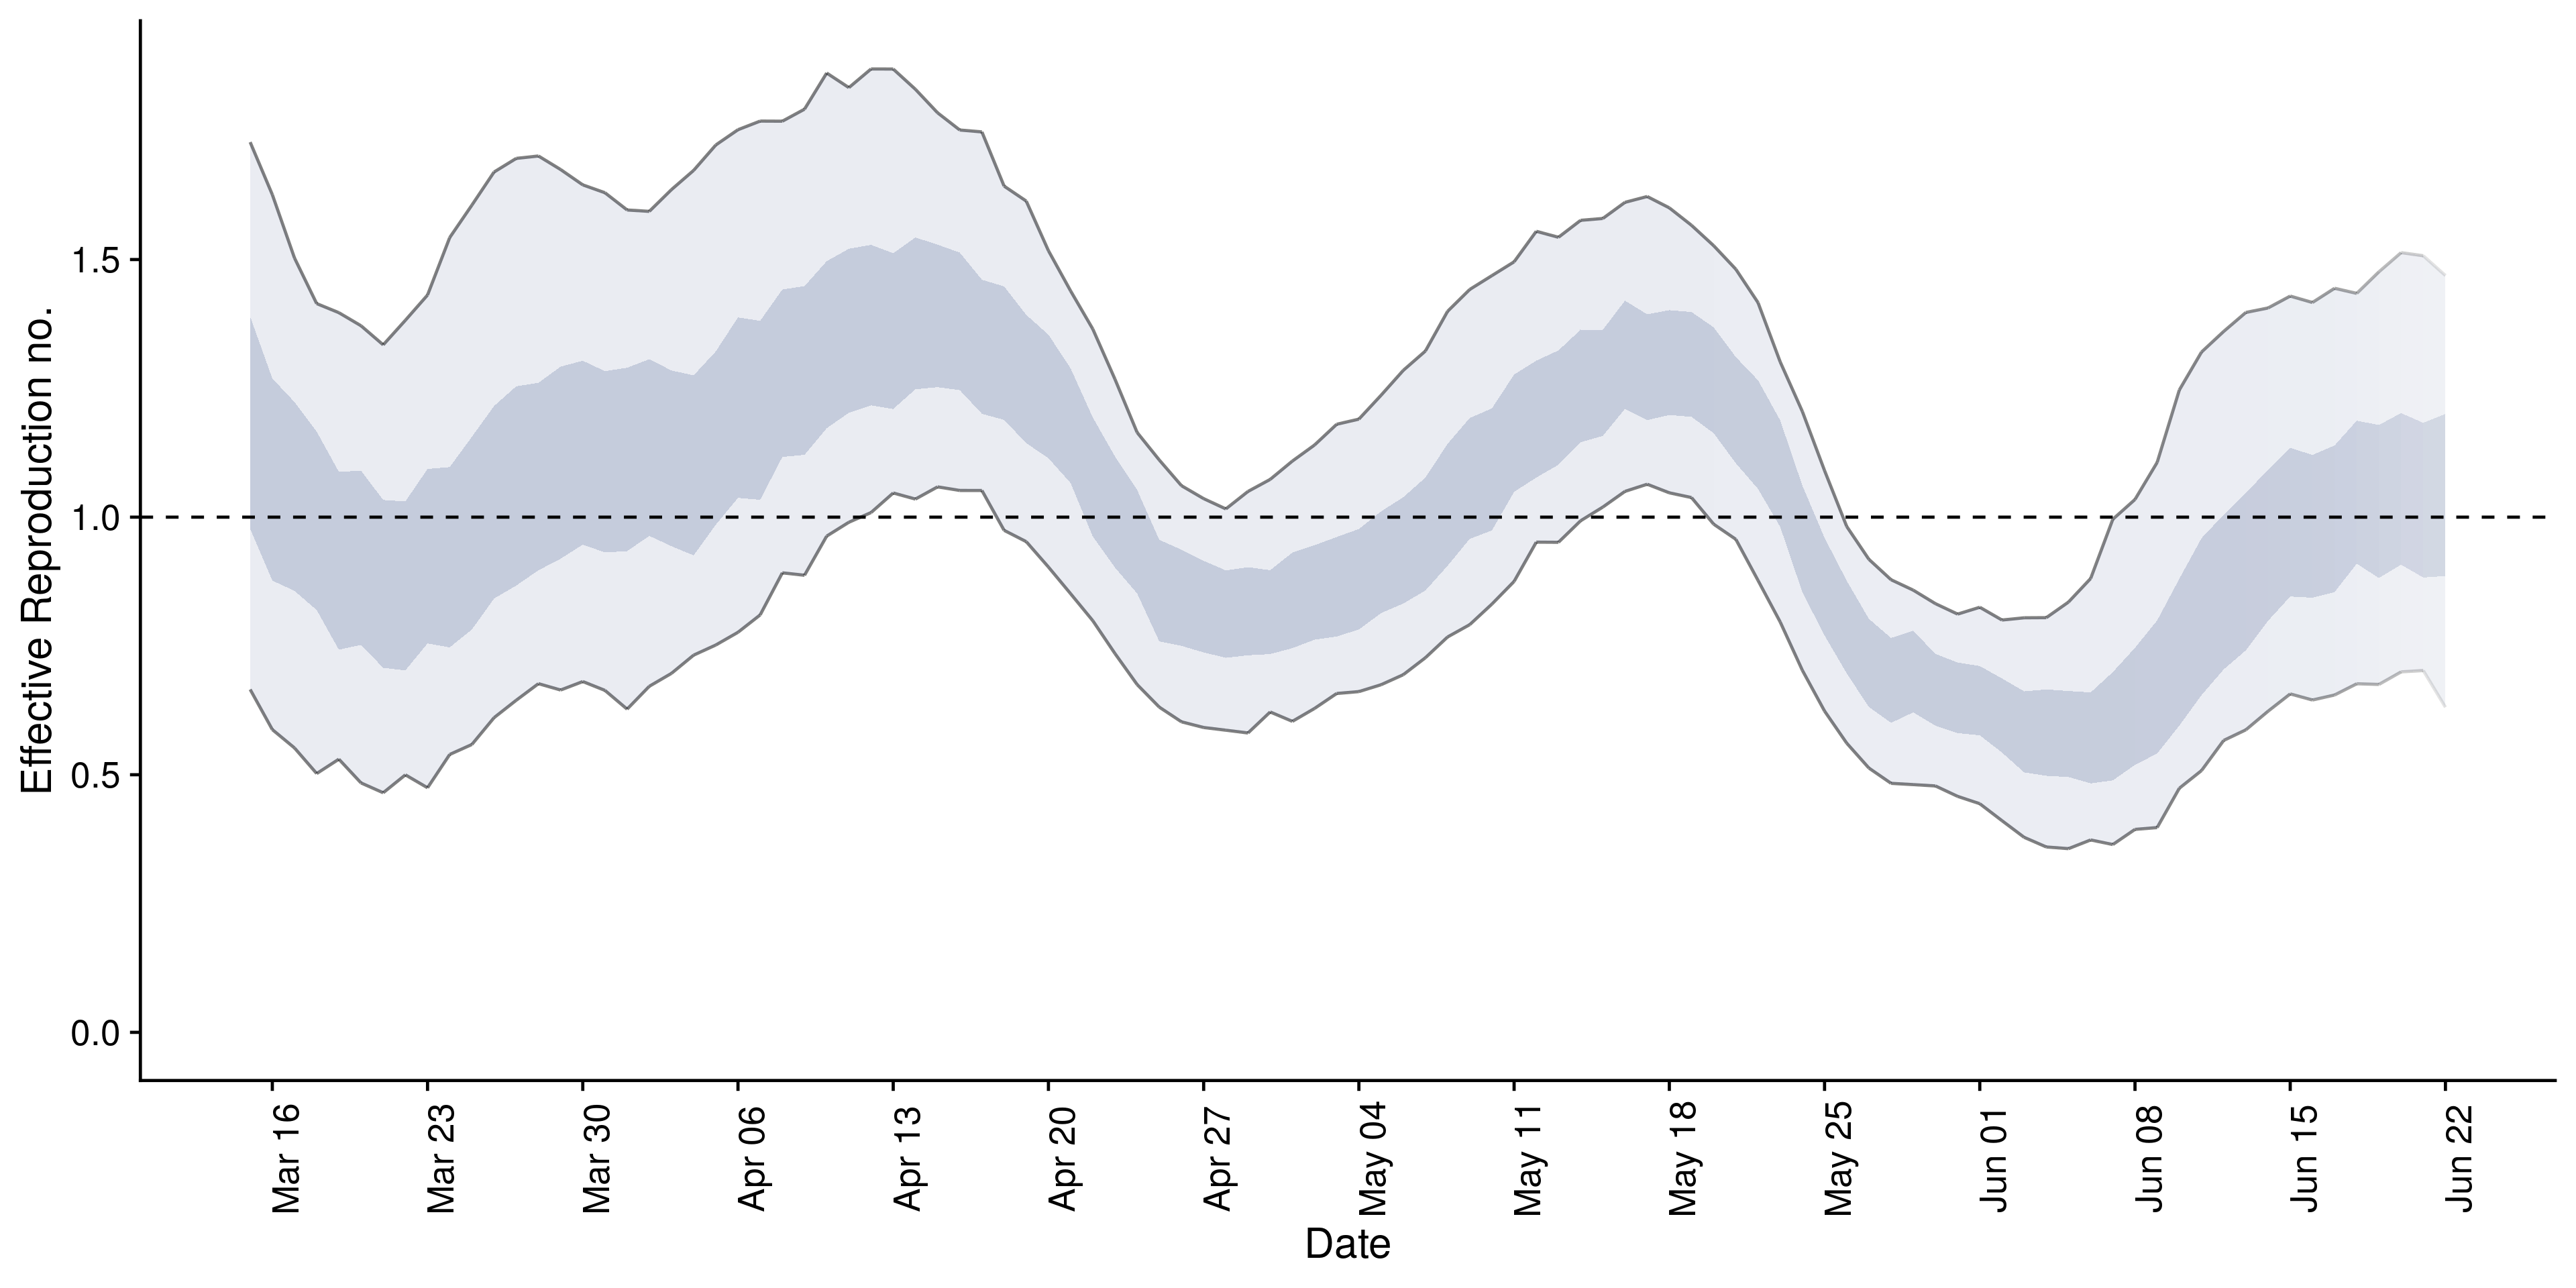 Effective Reproduction no.
1.5
1.0
0.5
0.0
Mar 16
Mar 23
Mar 30
Apr 06
Apr 13
Apr 20
Apr 27
May 04
May 11
May 18
May 25
Jun 01
Jun 08
Jun 15
Jun 22
Date